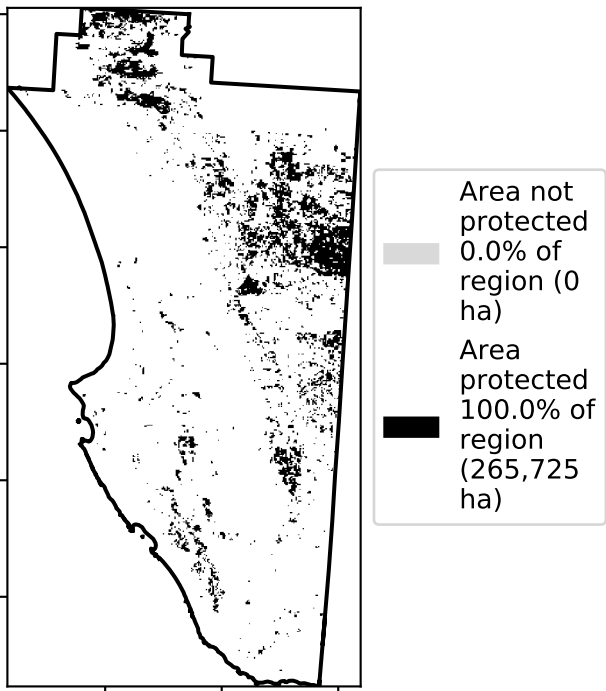 Area not
protected
0.0% of
region (0
ha)
Area
protected
100.0% of
region
(265,725
ha)